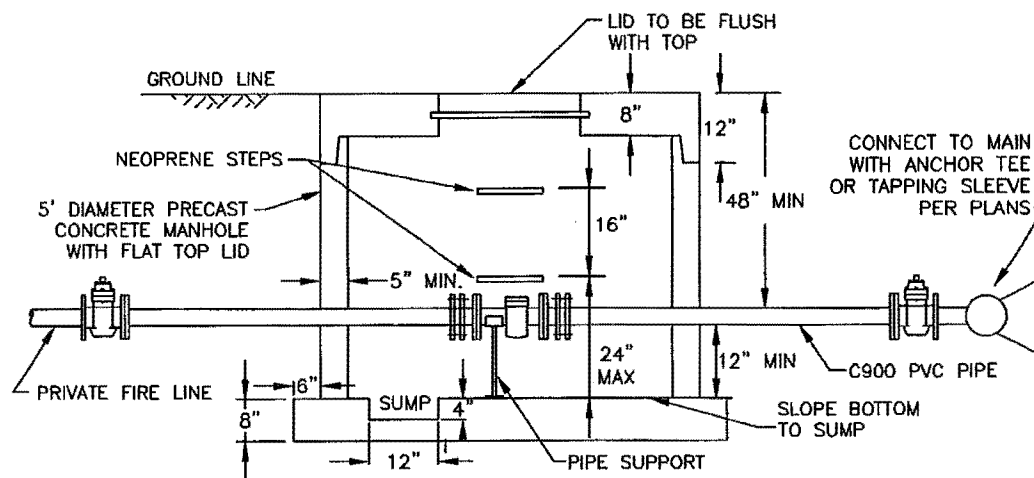 LID TO BE FLUSH
WITH TOP
GROUND LINE
8"
12"
NEOPRENE STEPS
CONNECT TO MAIN
WITH ANCHOR TEE
OR TAPPING SLEEVE
PER PLANS
48" MIN
5' DIAMETER PRECAST
CONCRETE MANHOLE
WITH FLAT TOP LID
16"
5" MIN.
24"
MAX
12" MIN
C900 PVC PIPE
PRIVATE FIRE LINE
6"
SUMP
4"
8"
SLOPE BOTTOM
TO SUMP
12"
PIPE SUPPORT